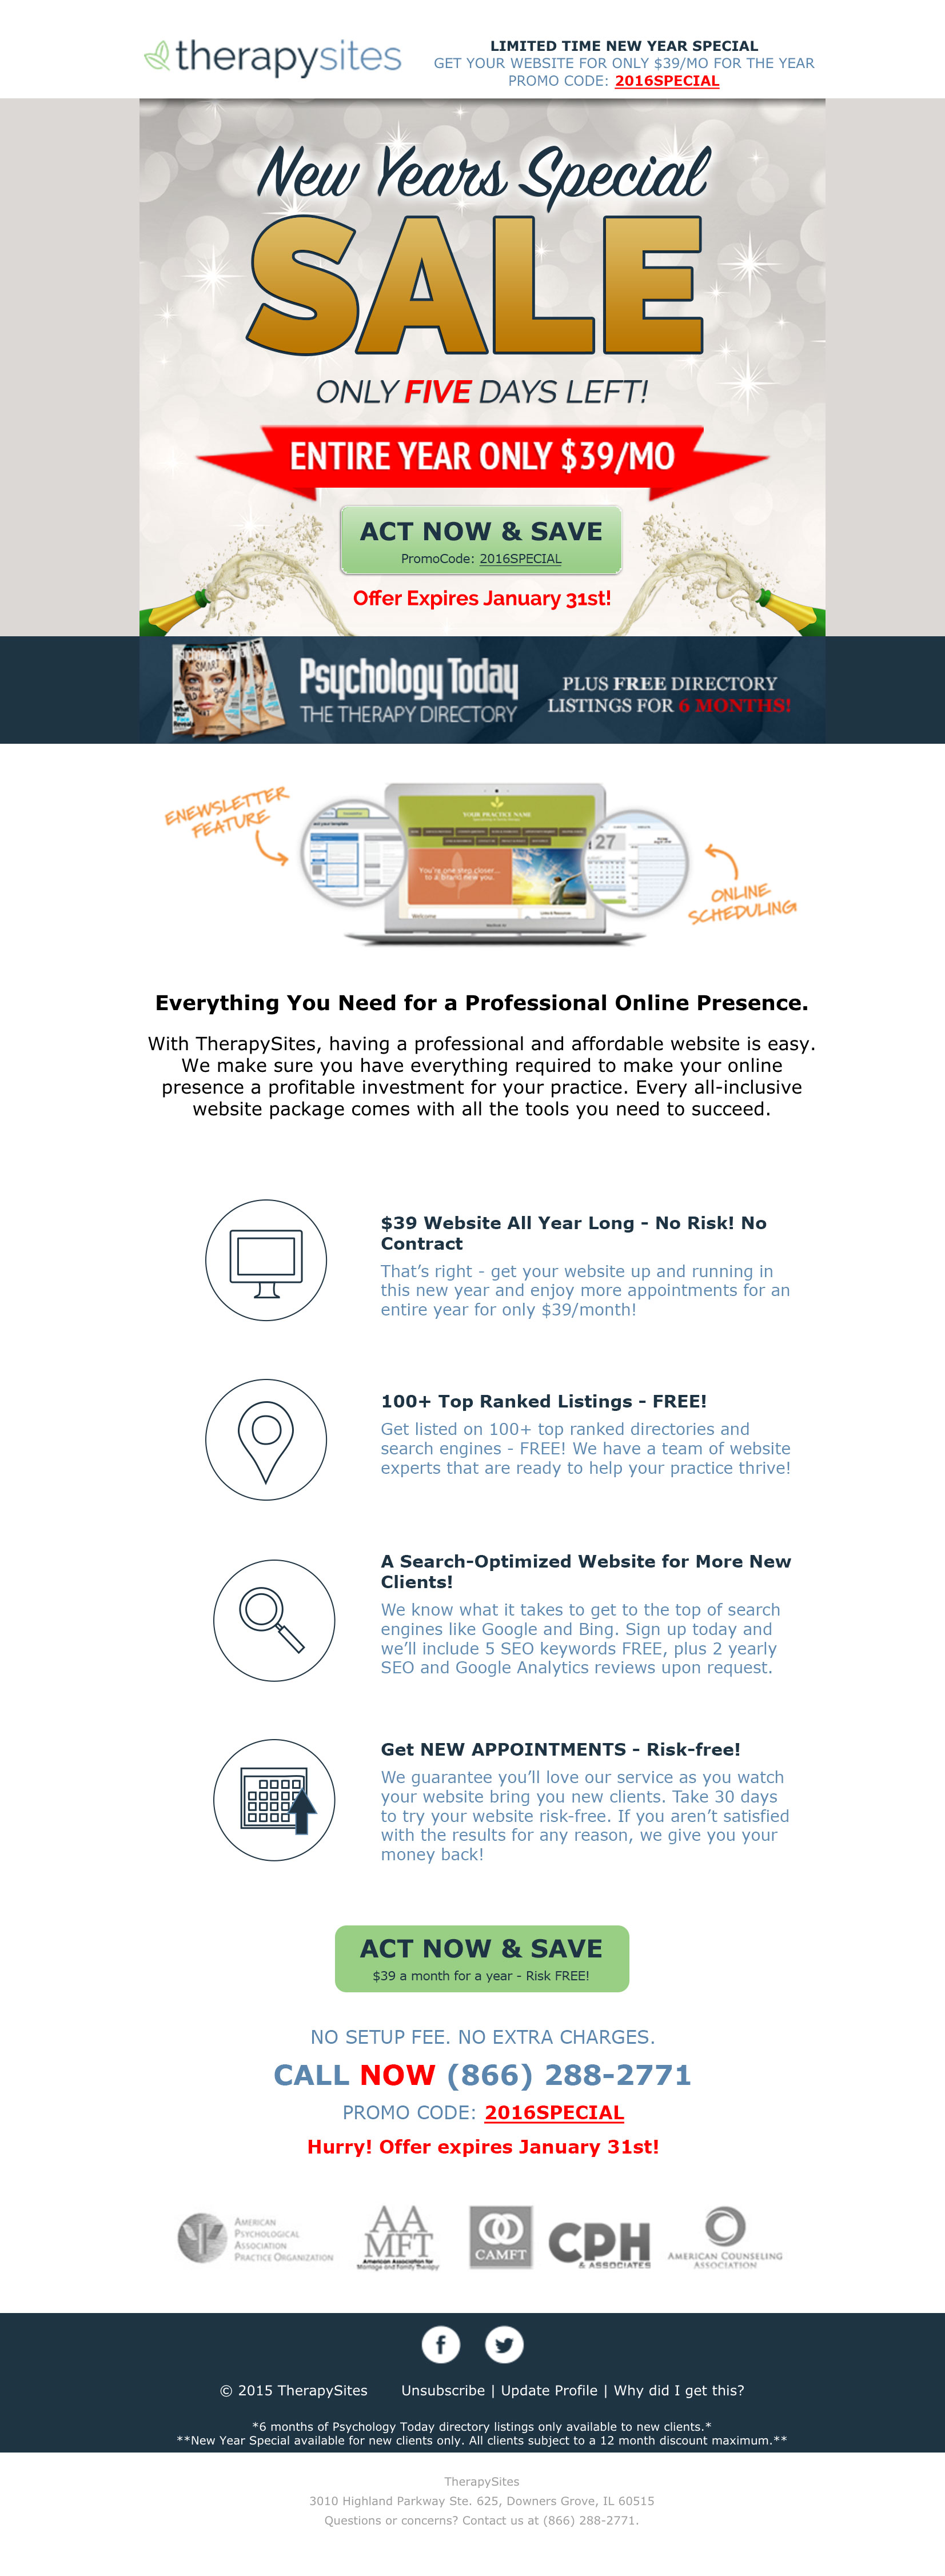 therapysites
LIMITED TIME NEW YEAR SPECIAL
GET YOUR WEBSITE FOR ONLY $39/MO FOR THE YEAR
PROMO CODE: 2016SPECIAL
New Years Special
SALE
ONLY FIVE DAYS LEFT!
ENTIRE YEAR ONLY $39/MO
ACT NOW & SAVE
PromoCode: 2016SPECIAL
Offer Expires January 31st!
Psychology Today
THE THERAPY DIRECTORY
PLUS FREE DIRECTORY
LISTINGS FOR 6 MONTHS!
ENEWSLETTER
FEATURE
YOUR PRACTICE NAME
You're one step closer...
to a brand new you.
Welcome
27
ONLINE
SCHEDULING
Everything You Need for a Professional Online Presence.
With TherapySites, having a professional and affordable website is easy.
We make sure you have everything required to make your online
presence a profitable investment for your practice. Every all-inclusive
website package comes with all the tools you need to succeed.
$39 Website All Year Long - No Risk! No
Contract
That's right - get your website up and running in
this new year and enjoy more appointments for an
entire year for only $39/month!
100+ Top Ranked Listings - FREE!
Get listed on 100+ top ranked directories and
search engines - FREE! We have a team of website
experts that are ready to help your practice thrive!
A Search-Optimized Website for More New
Clients!
We know what it takes to get to the top of search
engines like Google and Bing. Sign up today and
we'll include 5 SEO keywords FREE, plus 2 yearly
SEO and Google Analytics reviews upon request.
Get NEW APPOINTMENTS - Risk-free!
We guarantee you'll love our service as you watch
your website bring you new clients. Take 30 days
to try your website risk-free. If you aren't satisfied
with the results for any reason, we give you your
money back!
ACT NOW & SAVE
$39 a month for a year - Risk FREE!
NO SETUP FEE. NO EXTRA CHARGES.
CALL NOW (866) 288-2771
PROMO CODE: 2016SPECIAL
Hurry! Offer expires January 31st!
AMERICAN
PSYCHOLOGICAL
ASSOCIATION
PRACTICE ORGANIZATION
AA
MFT
American Association for
Marriage and Family Therapy
CAMFT
CPH
& ASSOCIATES
AMERICAN COUNSELING
ASSOCIATION
© 2015 TherapySites Unsubscribe | Update Profile | Why did I get this?
*6 months of Psychology Today directory listings only available to new clients.*
**New Year Special available for new clients only. All clients subject to a 12 month discount maximum.**
TherapySites
3010 Highland Parkway Ste. 625, Downers Grove, IL 60515
Questions or concerns? Contact us at (866) 288-2771.